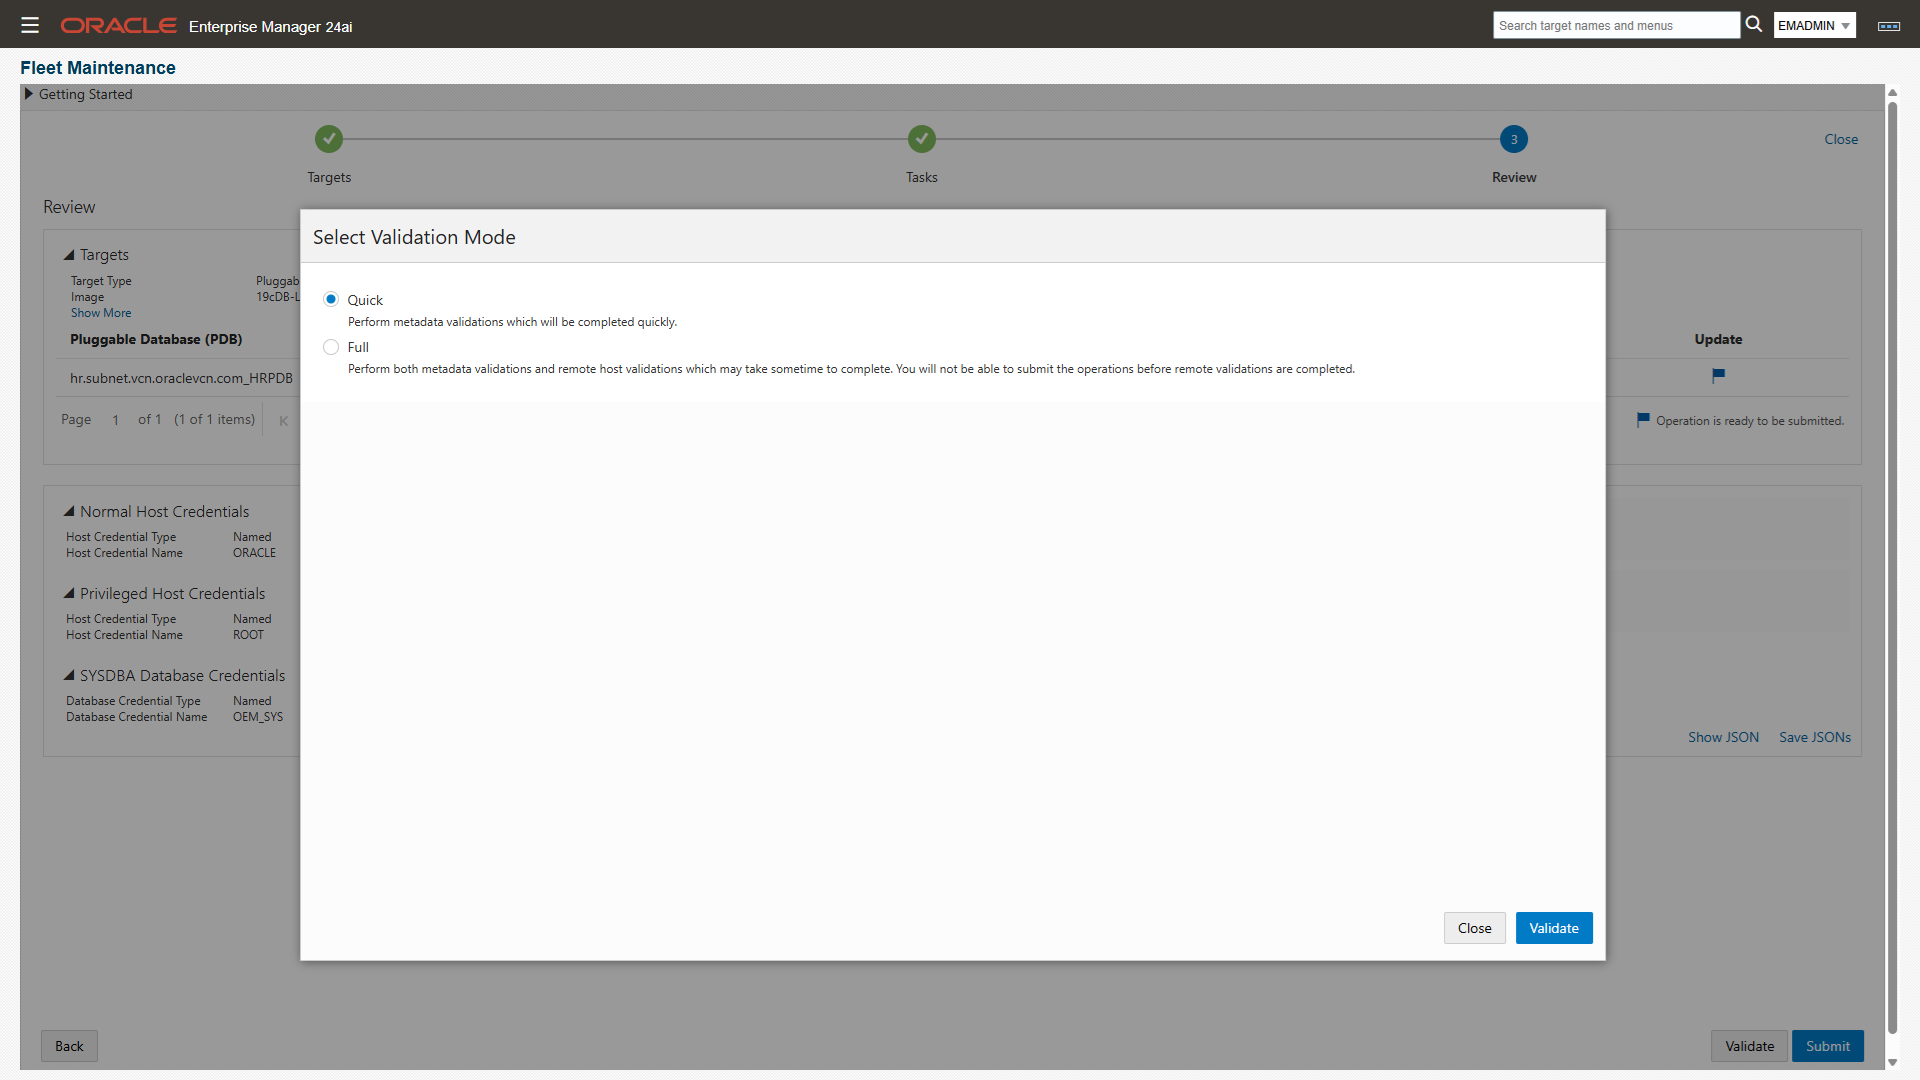 ORACLE Enterprise Manager 24ai
Search target names and menus
EMADMIN
Fleet Maintenance
Getting Started
Targets
Tasks
3
Review
Close
Review
Targets
Target Type Pluggab
Image 19cDB-L
Show More
Pluggable Database (PDB)
Update
hr.subnet.vcn.oraclevcn.com_HRPDB
Page 1 of 1 (1 of 1 items)
Operation is ready to be submitted.
Normal Host Credentials
Host Credential Type Named
Host Credential Name ORACLE
Privileged Host Credentials
Host Credential Type Named
Host Credential Name ROOT
SYSDBA Database Credentials
Database Credential Type Named
Database Credential Name OEM_SYS
Show JSON Save JSONs
Select Validation Mode
Quick
Perform metadata validations which will be completed quickly.
Full
Perform both metadata validations and remote host validations which may take sometime to complete. You will not be able to submit the operations before remote validations are completed.
Close Validate
Back
Validate Submit